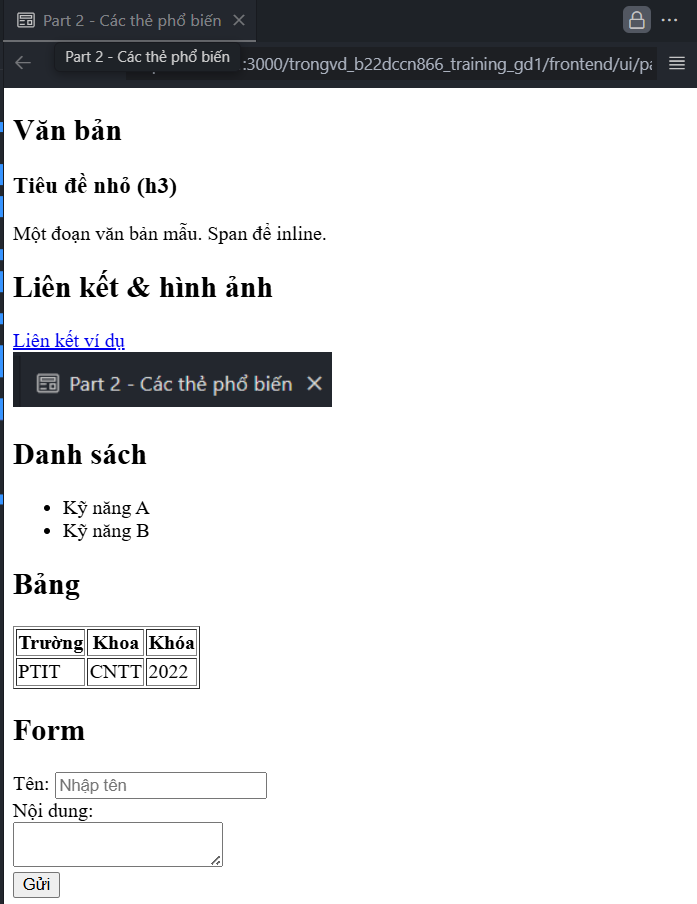 Part 2 - Các thẻ phổ biến
Part 2 - Các thẻ phổ biến
:3000/trongvd_b22dccn866_training_gd1/frontend/ui/pa
Văn bản
Tiêu đề nhỏ (h3)
Một đoạn văn bản mẫu. Span để inline.
Liên kết & hình ảnh
Liên kết ví dụ
Part 2 - Các thẻ phổ biến
Danh sách
Kỹ năng A
Kỹ năng B
Bảng
Trường Khoa Khóa
PTIT CNTT 2022
Form
Tên: Nhập tên
Nội dung:
Gửi